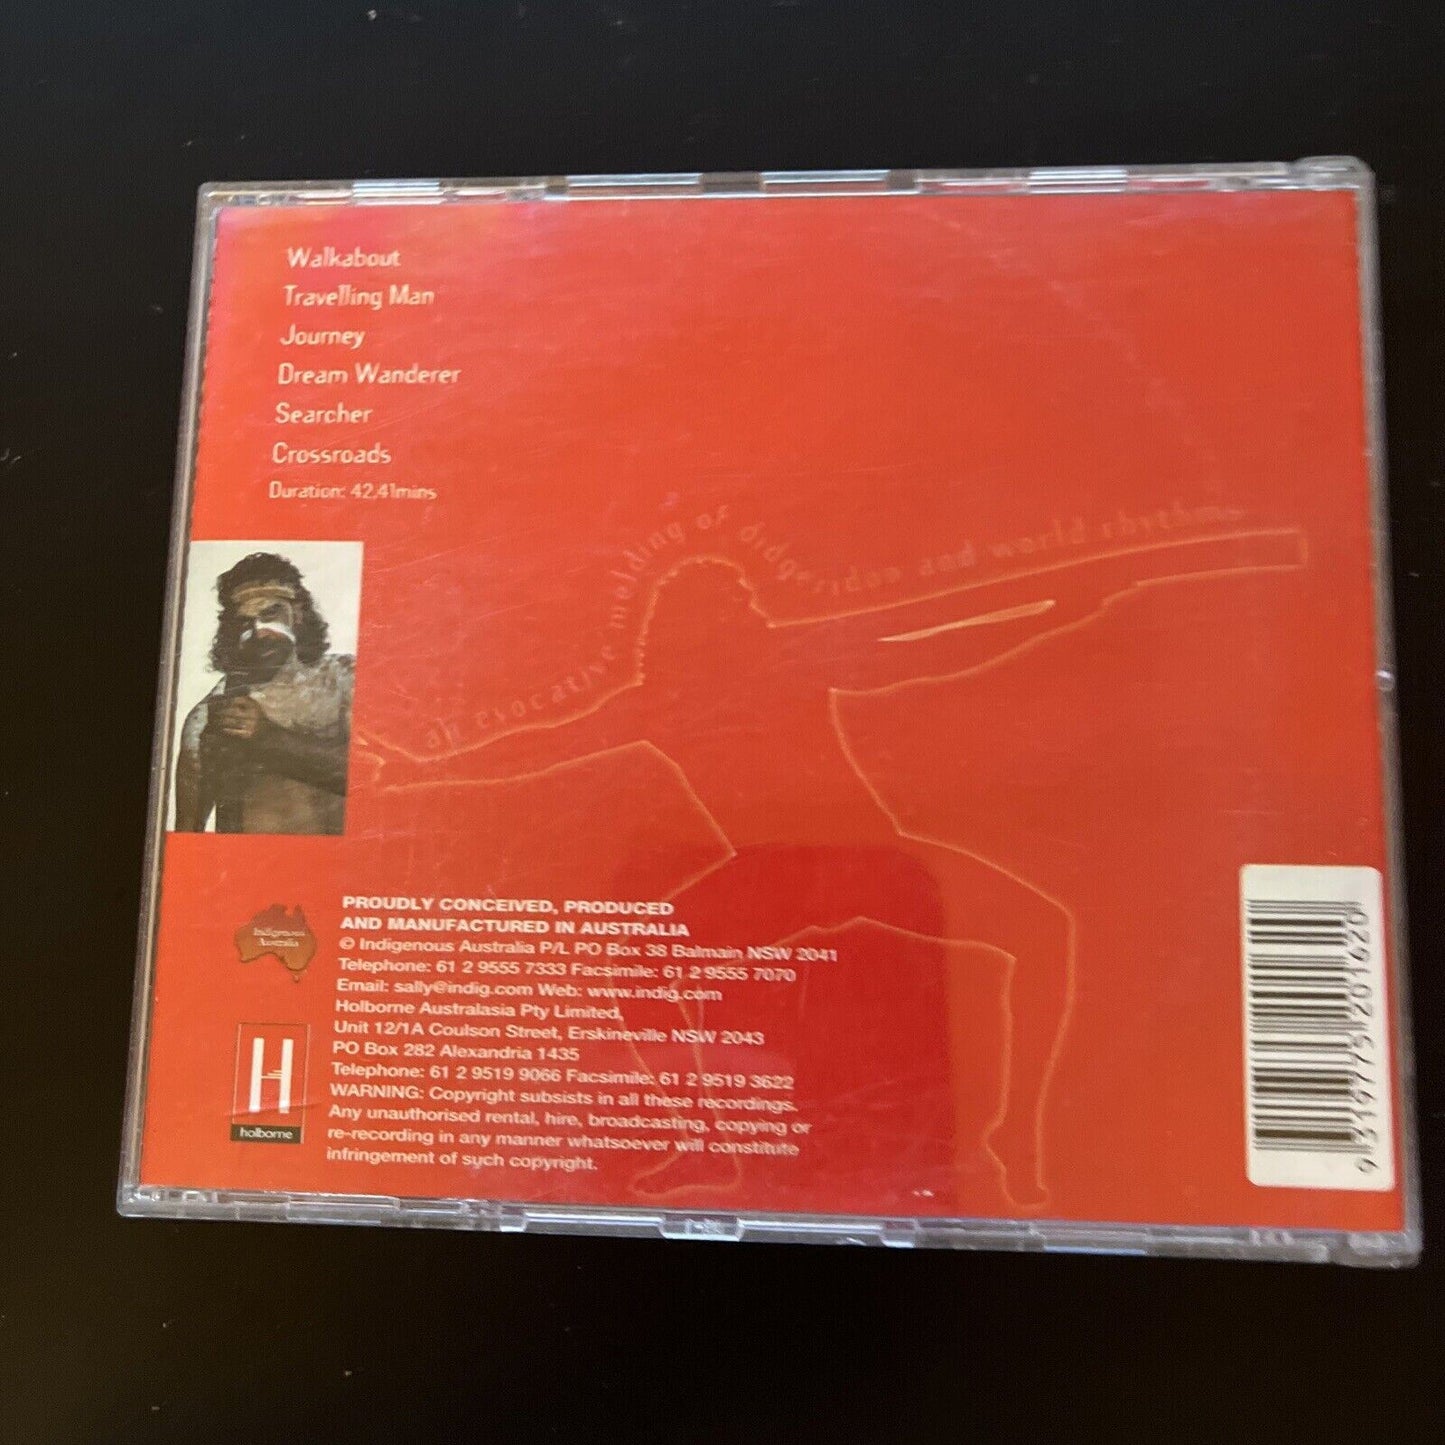 Walkabout
Travelling Man
Journey
Dream Wanderer
Searcher
Crossroads
Duration: 42.41mins
an evocative melding of didgeridoo and world rhythms
Indigenous
Australia
PROUDLY CONCEIVED, PRODUCED
AND MANUFACTURED IN AUSTRALIA
© Indigenous Australia P/L PO Box 38 Balmain NSW 2041
Telephone: 61 2 9555 7333 Facsimile: 61 2 9555 7070
Email: sally@indig.com Web: www.indig.com
Holborne Australasia Pty Limited,
Unit 12/1A Coulson Street, Erskineville NSW 2043
PO Box 282 Alexandria 1435
Telephone: 61 2 9519 9066 Facsimile: 61 2 9519 3622
WARNING: Copyright subsists in all these recordings.
Any unauthorised rental, hire, broadcasting, copying or
re-recording in any manner whatsoever will constitute
infringement of such copyright.
H
holborne
9 319775 201620